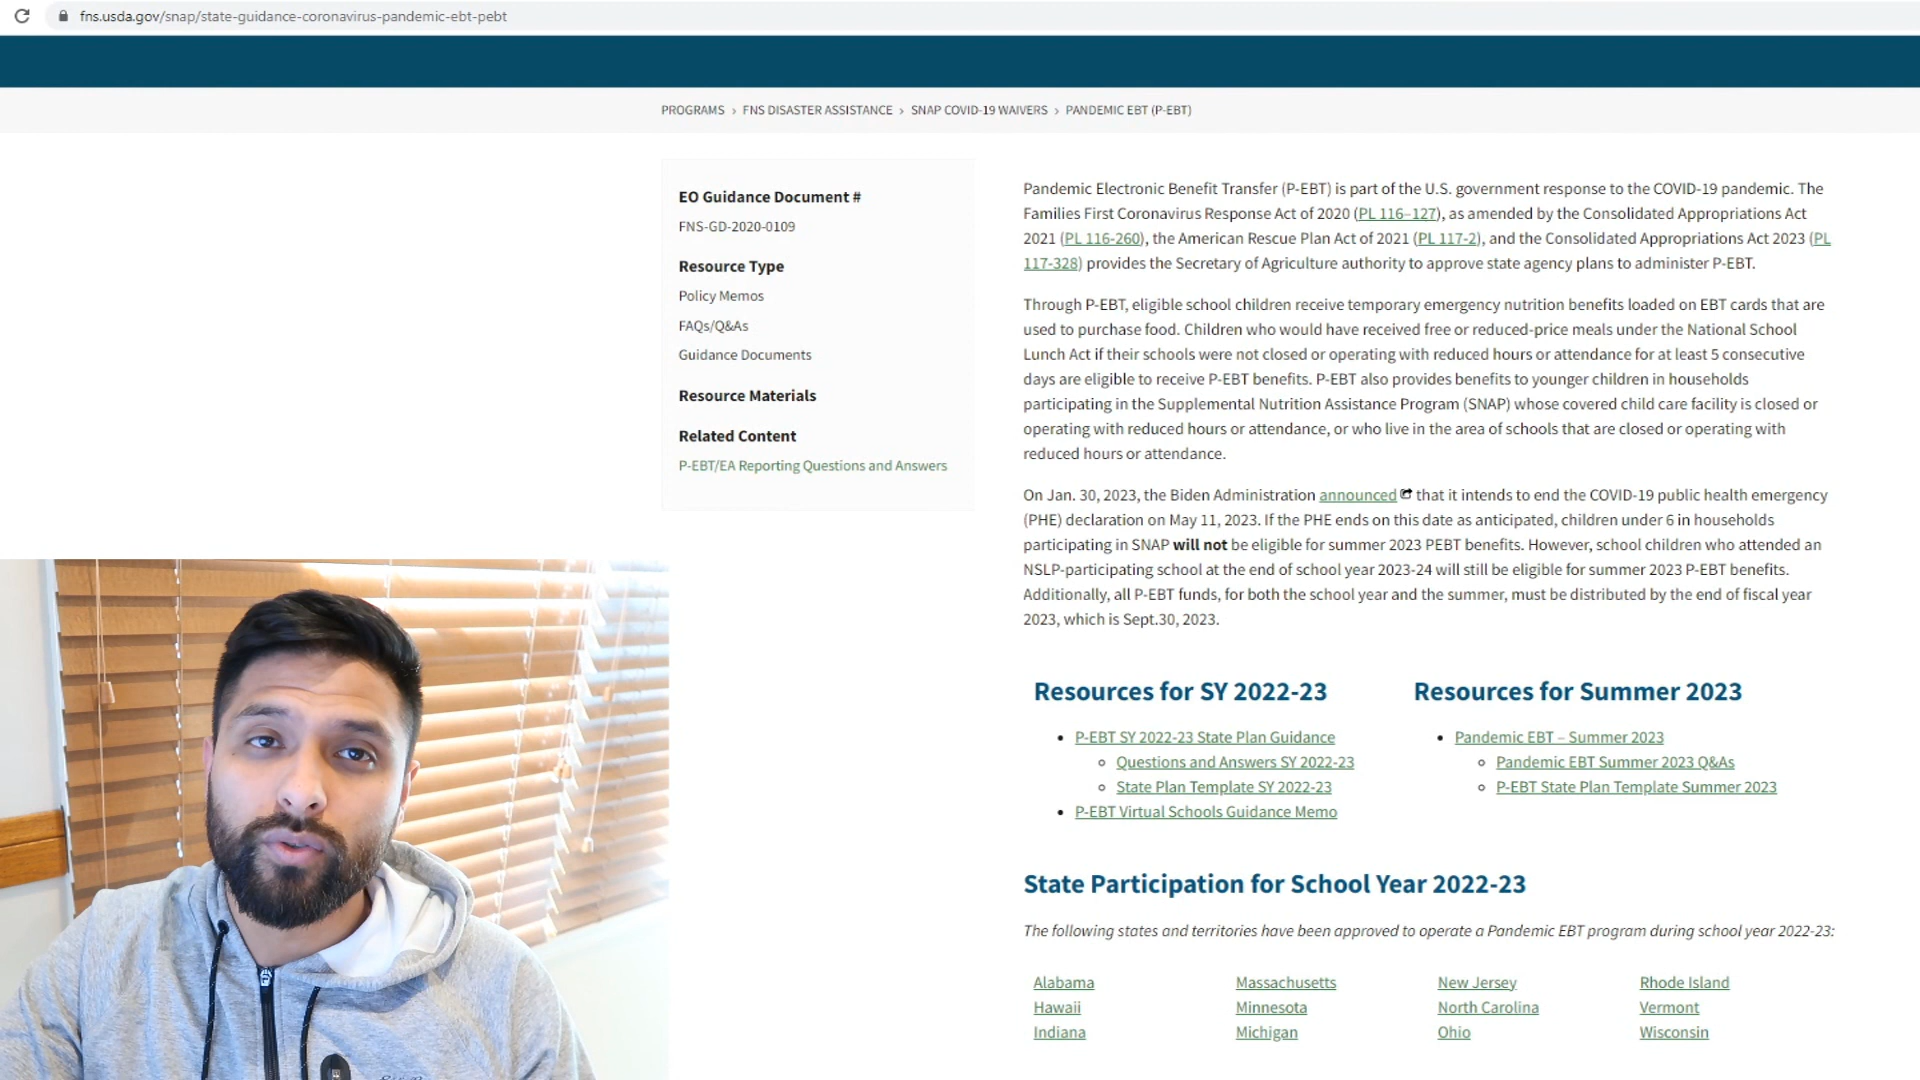 fns.usda.gov/snap/state-guidance-coronavirus-pandemic-ebt-pebt
PROGRAMS > FNS DISASTER ASSISTANCE > SNAP COVID-19 WAIVERS > PANDEMIC EBT (P-EBT)
EO Guidance Document #
FNS-GD-2020-0109
Resource Type
Policy Memos
FAQs/Q&As
Guidance Documents
Resource Materials
Related Content
P-EBT/EA Reporting Questions and Answers
Pandemic Electronic Benefit Transfer (P-EBT) is part of the U.S. government response to the COVID-19 pandemic. The
Families First Coronavirus Response Act of 2020 (PL 116–127), as amended by the Consolidated Appropriations Act
2021 (PL 116-260), the American Rescue Plan Act of 2021 (PL 117-2), and the Consolidated Appropriations Act 2023 (PL
117-328) provides the Secretary of Agriculture authority to approve state agency plans to administer P-EBT.
Through P-EBT, eligible school children receive temporary emergency nutrition benefits loaded on EBT cards that are
used to purchase food. Children who would have received free or reduced-price meals under the National School
Lunch Act if their schools were not closed or operating with reduced hours or attendance for at least 5 consecutive
days are eligible to receive P-EBT benefits. P-EBT also provides benefits to younger children in households
participating in the Supplemental Nutrition Assistance Program (SNAP) whose covered child care facility is closed or
operating with reduced hours or attendance, or who live in the area of schools that are closed or operating with
reduced hours or attendance.
On Jan. 30, 2023, the Biden Administration announced that it intends to end the COVID-19 public health emergency
(PHE) declaration on May 11, 2023. If the PHE ends on this date as anticipated, children under 6 in households
participating in SNAP will not be eligible for summer 2023 PEBT benefits. However, school children who attended an
NSLP-participating school at the end of school year 2023-24 will still be eligible for summer 2023 P-EBT benefits.
Additionally, all P-EBT funds, for both the school year and the summer, must be distributed by the end of fiscal year
2023, which is Sept.30, 2023.
Resources for SY 2022-23
• P-EBT SY 2022-23 State Plan Guidance
Questions and Answers SY 2022-23
State Plan Template SY 2022-23
• P-EBT Virtual Schools Guidance Memo
Resources for Summer 2023
• Pandemic EBT – Summer 2023
Pandemic EBT Summer 2023 Q&As
P-EBT State Plan Template Summer 2023
State Participation for School Year 2022-23
The following states and territories have been approved to operate a Pandemic EBT program during school year 2022-23:
Alabama Massachusetts New Jersey Rhode Island
Hawaii Minnesota North Carolina Vermont
Indiana Michigan Ohio Wisconsin